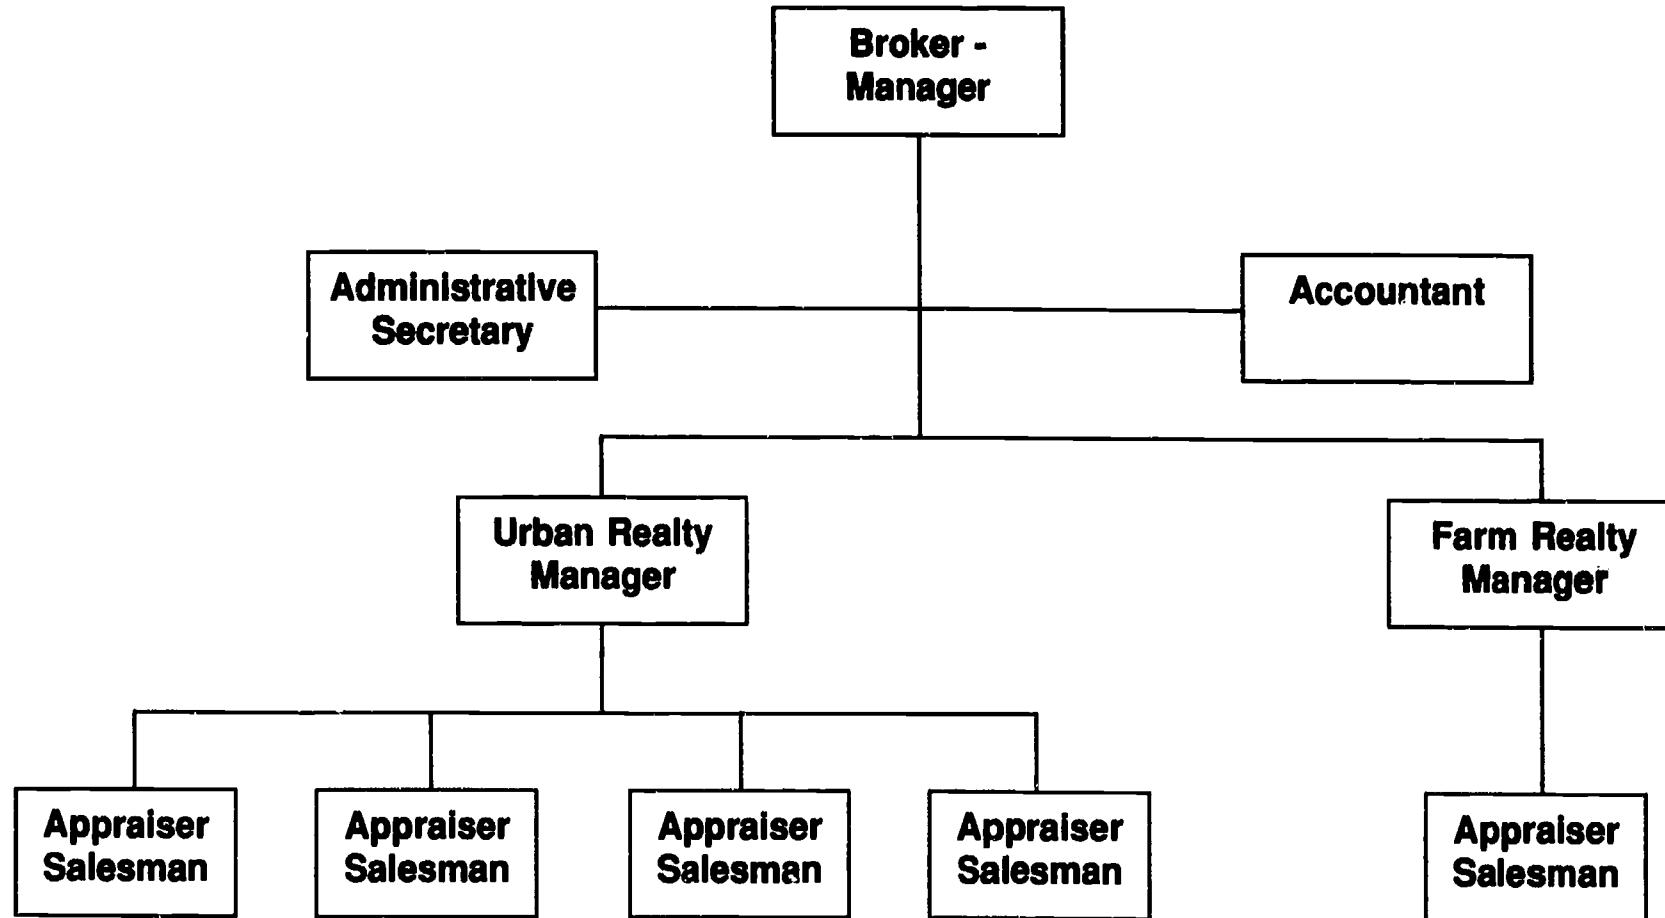 Broker -
Manager
Administrative
Secretary
Accountant
Urban Realty
Manager
Farm Realty
Manager
Appraiser
Salesman
Appraiser
Salesman
Appraiser
Salesman
Appraiser
Salesman
Appraiser
Salesman